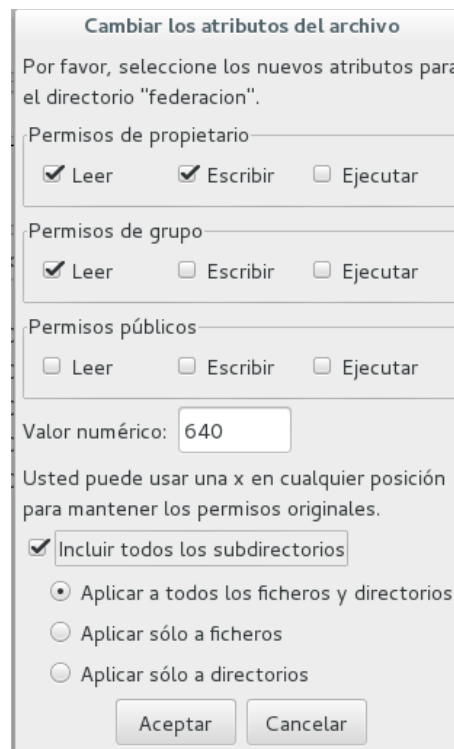 Cambiar los atributos del archivo
Por favor, seleccione los nuevos atributos para
el directorio "federacion".
Permisos de propietario
Leer Escribir Ejecutar
Permisos de grupo
Leer Escribir Ejecutar
Permisos públicos
Leer Escribir Ejecutar
Valor numérico: 640
Usted puede usar una x en cualquier posición
para mantener los permisos originales.
Incluir todos los subdirectorios
Aplicar a todos los ficheros y directorios
Aplicar sólo a ficheros
Aplicar sólo a directorios
Aceptar Cancelar